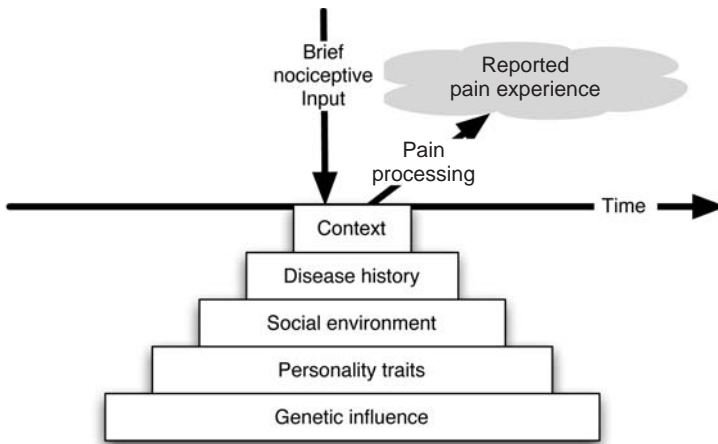 Brief
nociceptive
Input
Reported
pain experience
Pain
processing
Time
Context
Disease history
Social environment
Personality traits
Genetic influence